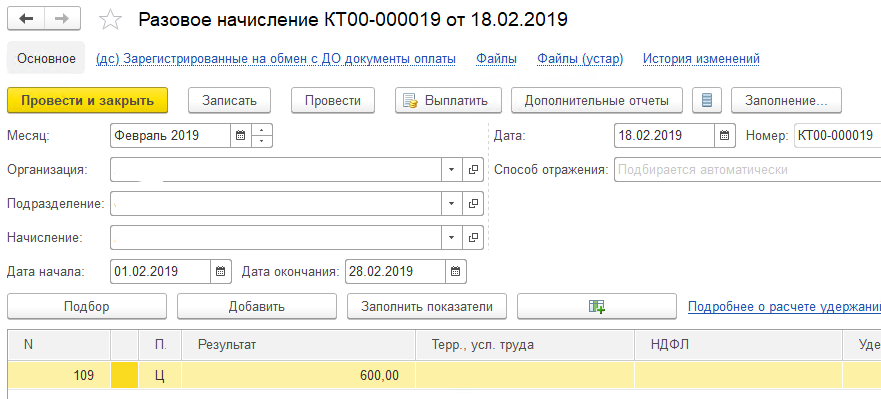 Разовое начисление КТ00-000019 от 18.02.2019
Основное (дс) Зарегистрированные на обмен с ДО документы оплаты Файлы Файлы (устар) История изменений
Провести и закрыть Записать Провести Выплатить Дополнительные отчеты Заполнение...
Месяц: Февраль 2019 Дата: 18.02.2019 Номер: КТ00-000019
Организация: Способ отражения: Подбирается автоматически
Подразделение:
Начисление:
Дата начала: 01.02.2019 Дата окончания: 28.02.2019
Подбор Добавить Заполнить показатели Подробнее о расчете удержани
N П. Результат Терр., усл. труда НДФЛ Уде
109 Ц 600,00